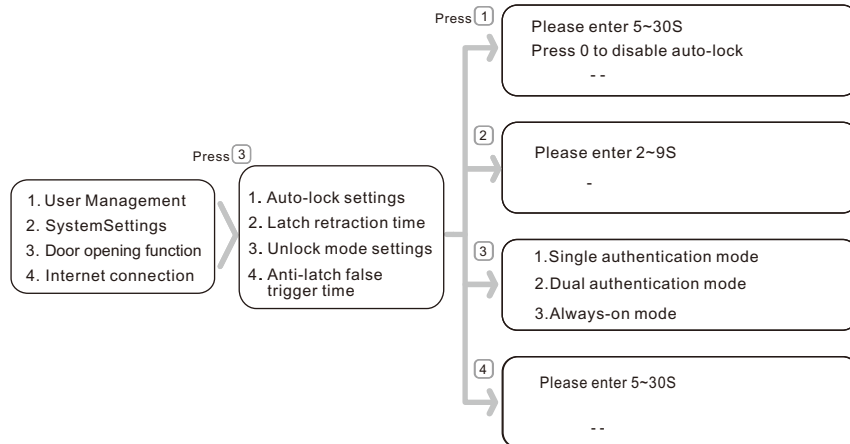 1. User Management
2. SystemSettings
3. Door opening function
4. Internet connection
Press 3
1. Auto-lock settings
2. Latch retraction time
3. Unlock mode settings
4. Anti-latch false
trigger time
Press 1
Please enter 5~30S
Press 0 to disable auto-lock
--
2
Please enter 2~9S
-
3
1.Single authentication mode
2.Dual authentication mode
3.Always-on mode
4
Please enter 5~30S
--